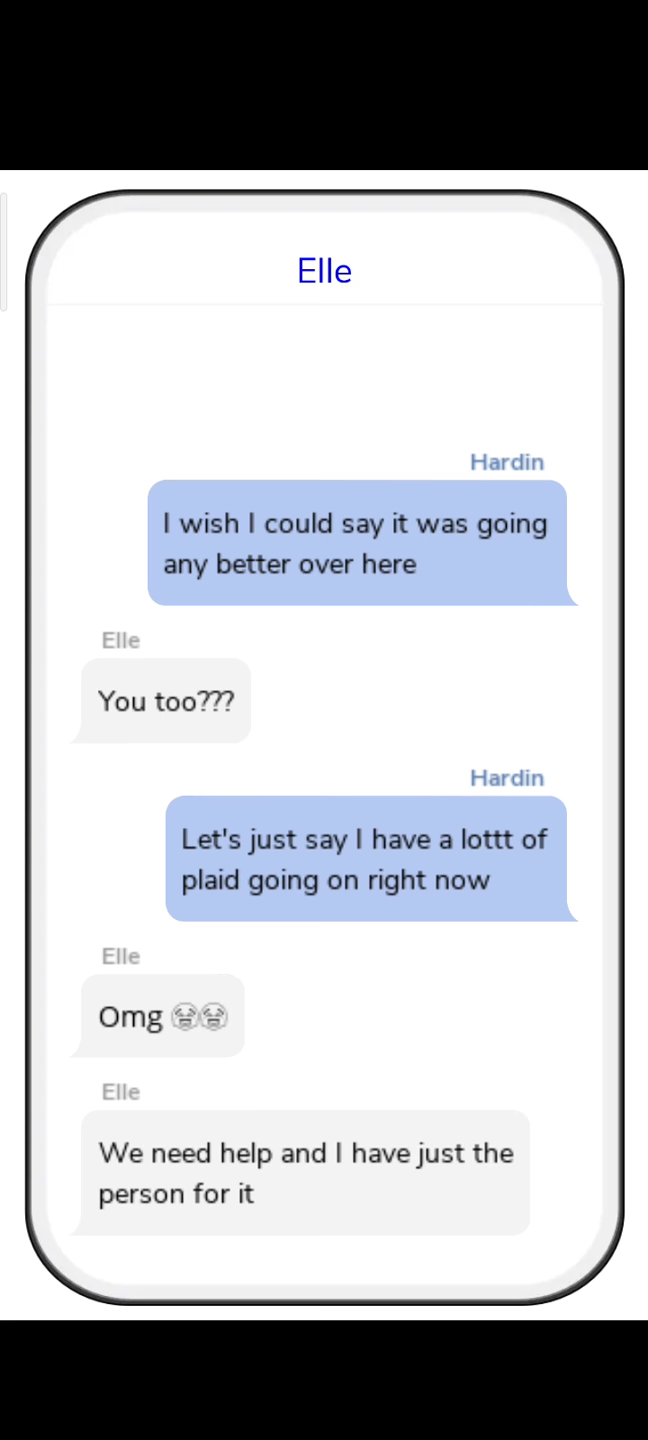 Elle
Hardin
I wish I could say it was going
any better over here
Elle
You too???
Hardin
Let's just say I have a lottt of
plaid going on right now
Elle
Omg 😭😭
Elle
We need help and I have just the
person for it